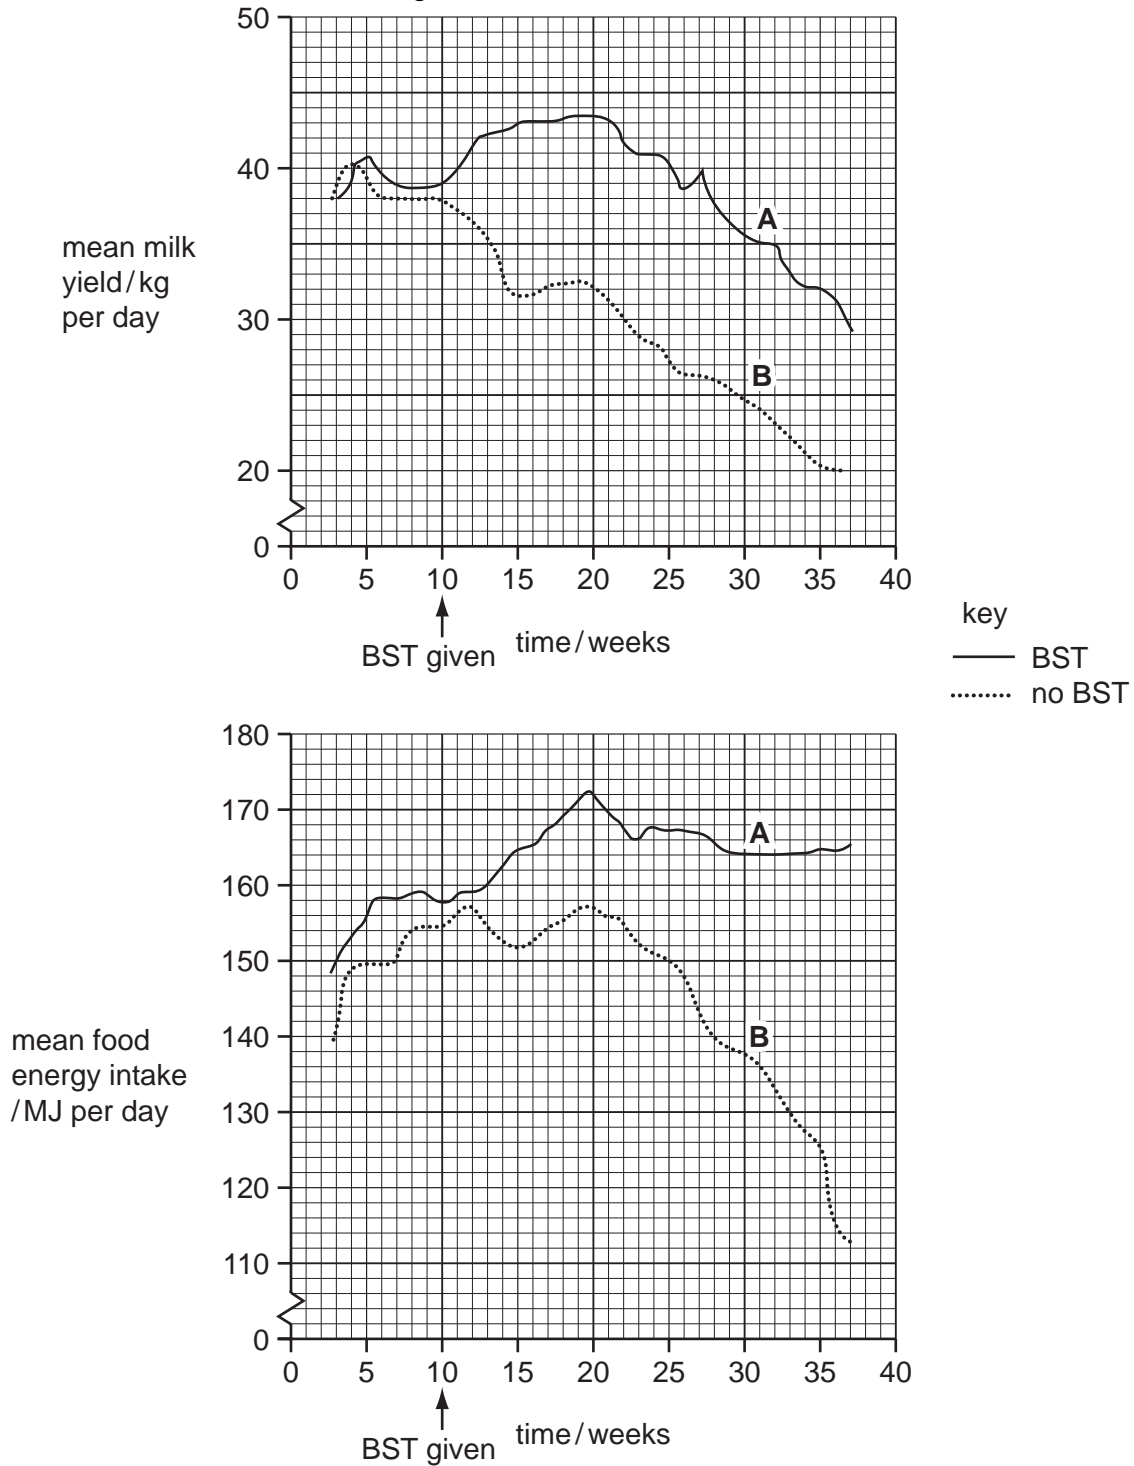 50
40
30
20
0
mean milk
yield/kg
per day
A
B
0 5 10 15 20 25 30 35 40
BST given
time/weeks
key
BST
no BST
180
170
160
150
140
130
120
110
0
mean food
energy intake
/MJ per day
A
B
0 5 10 15 20 25 30 35 40
BST given
time/weeks